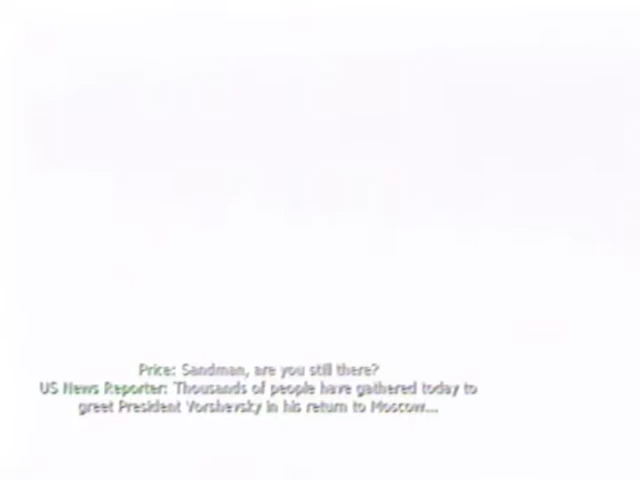 Price: Sandman, are you still there?
US News Reporter: Thousands of people have gathered today to
greet President Vorshevsky in his return to Moscow...